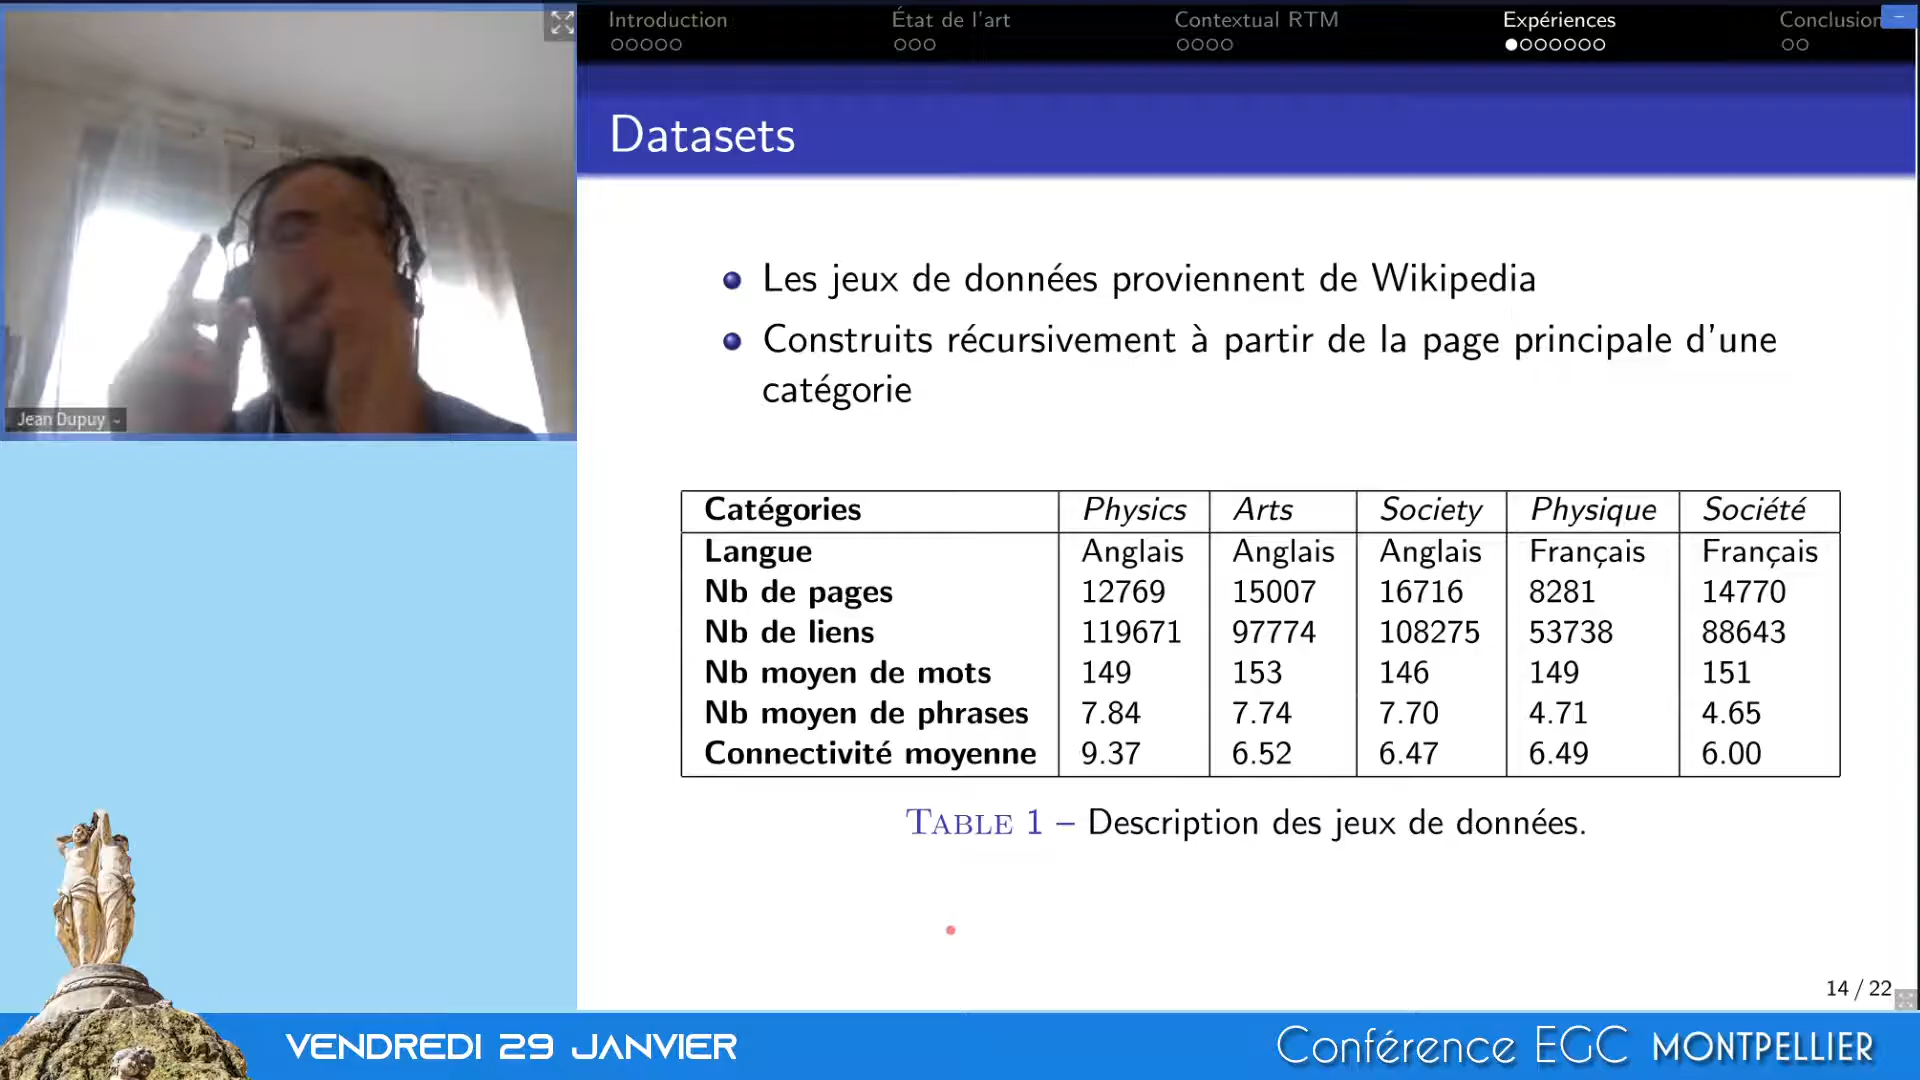 Introduction
État de l'art
Contextual RTM
Expériences
Conclusion
Datasets
Les jeux de données proviennent de Wikipedia
Construits récursivement à partir de la page principale d'une
catégorie
Jean Dupuy
Catégories Physics Arts Society Physique Société
Langue Anglais Anglais Anglais Français Français
Nb de pages 12769 15007 16716 8281 14770
Nb de liens 119671 97774 108275 53738 88643
Nb moyen de mots 149 153 146 149 151
Nb moyen de phrases 7.84 7.74 7.70 4.71 4.65
Connectivité moyenne 9.37 6.52 6.47 6.49 6.00
TABLE 1 – Description des jeux de données.
14 / 22
VENDREDI 29 JANVIER
Conférence EGC MONTPELLIER